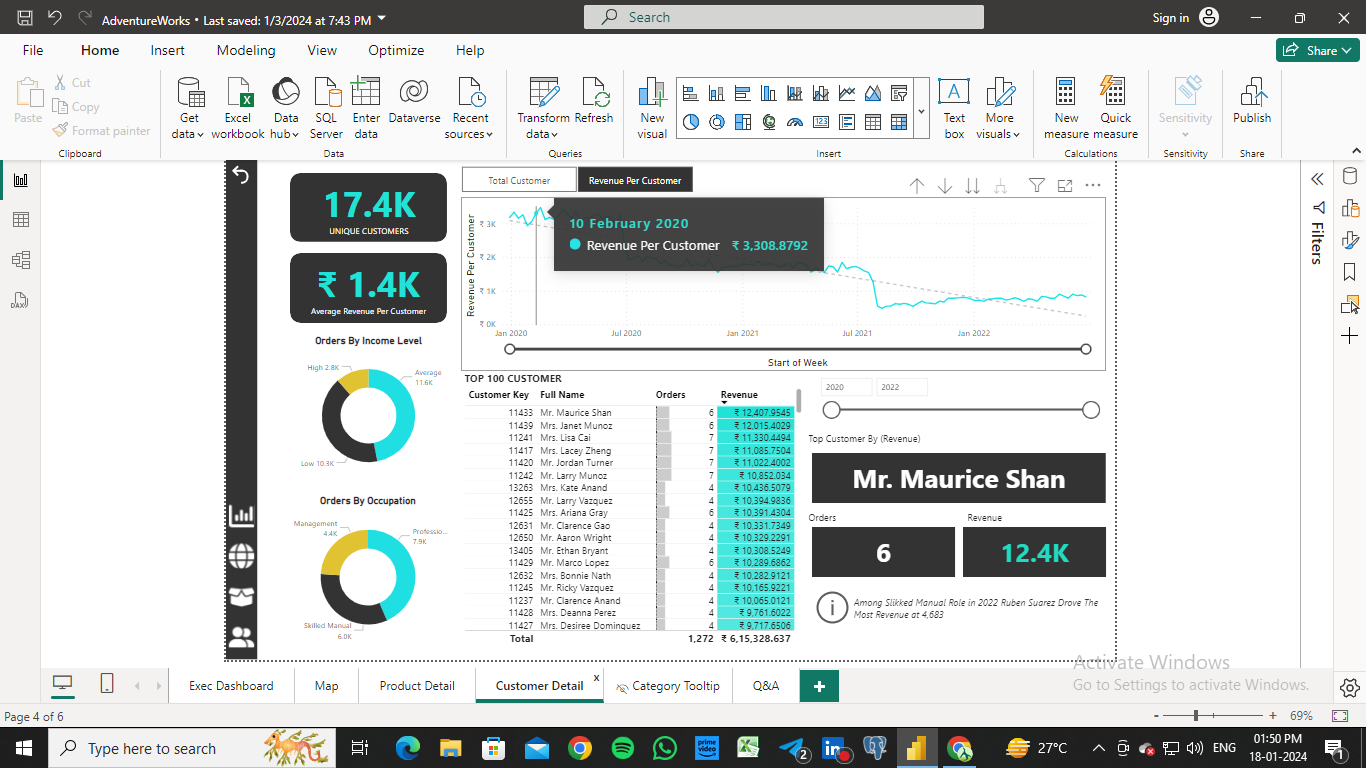 AdventureWorks • Last saved: 1/3/2024 at 7:43 PM
Search
Sign in
File Home Insert Modeling View Optimize Help
Share
Paste
Cut
Copy
Format painter
Clipboard
Get data
Excel workbook
Data hub
SQL Server
Enter data
Dataverse
Recent sources
Data
Transform data
Refresh
Queries
New visual
123
A
Text box
More visuals
Insert
New measure
Quick measure
Calculations
Sensitivity
Sensitivity
Publish
Share
DAX
17.4K
UNIQUE CUSTOMERS
₹ 1.4K
Average Revenue Per Customer
Total Customer
Revenue Per Customer
Revenue Per Customer
₹ 3K
₹ 2K
₹ 1K
₹ 0K
10 February 2020
Revenue Per Customer ₹ 3,308.8792
Jan 2020 Jul 2020 Jan 2021 Jul 2021 Jan 2022
Start of Week
Filters
Orders By Income Level
High 2.8K
Average
11.6K
Low 10.3K
Orders By Occupation
Management
4.4K
Professio...
7.9K
Skilled Manual
6.0K
TOP 100 CUSTOMER
Customer Key Full Name Orders Revenue
11433 Mr. Maurice Shan 6 ₹ 12,407.9545
11439 Mrs. Janet Munoz 6 ₹ 12,015.4029
11241 Mrs. Lisa Cai 7 ₹ 11,330.4494
11417 Mrs. Lacey Zheng 7 ₹ 11,085.7504
11420 Mr. Jordan Turner 7 ₹ 11,022.4002
11242 Mr. Larry Munoz 7 ₹ 10,852.034
13263 Mrs. Kate Anand 4 ₹ 10,436.5079
12655 Mr. Larry Vazquez 4 ₹ 10,394.9836
11425 Mrs. Ariana Gray 6 ₹ 10,391.4304
12631 Mr. Clarence Gao 4 ₹ 10,331.7349
12650 Mr. Aaron Wright 4 ₹ 10,329.2291
13405 Mr. Ethan Bryant 4 ₹ 10,308.5249
11429 Mr. Marco Lopez 6 ₹ 10,289.6862
12632 Mrs. Bonnie Nath 4 ₹ 10,282.9121
11245 Mr. Ricky Vazquez 4 ₹ 10,165.9221
11237 Mr. Clarence Anand 4 ₹ 10,065.0121
11428 Mrs. Deanna Perez 4 ₹ 9,761.6022
11427 Mrs. Desiree Dominguez 4 ₹ 9,717.6506
Total 1,272 ₹ 6,15,328.637
2020 2022
Top Customer By (Revenue)
Mr. Maurice Shan
Orders Revenue
6 12.4K
Among Slikked Manual Role in 2022 Ruben Suarez Drove The
Most Revenue at 4,683
Activate Windows
Go to Settings to activate Windows.
Exec Dashboard Map Product Detail Customer Detail x Category Tooltip Q&A +
Page 4 of 6
- + 69%
Type here to search
prime video
2
27°C
ENG
01:50 PM
18-01-2024
1